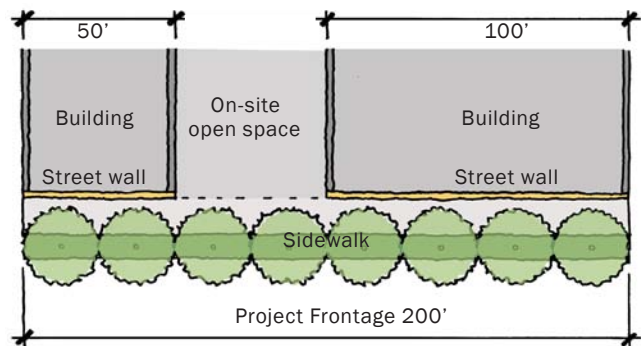 50’
100’
Building
On-site
open space
Building
Street wall
Street wall
Sidewalk
Project Frontage 200’